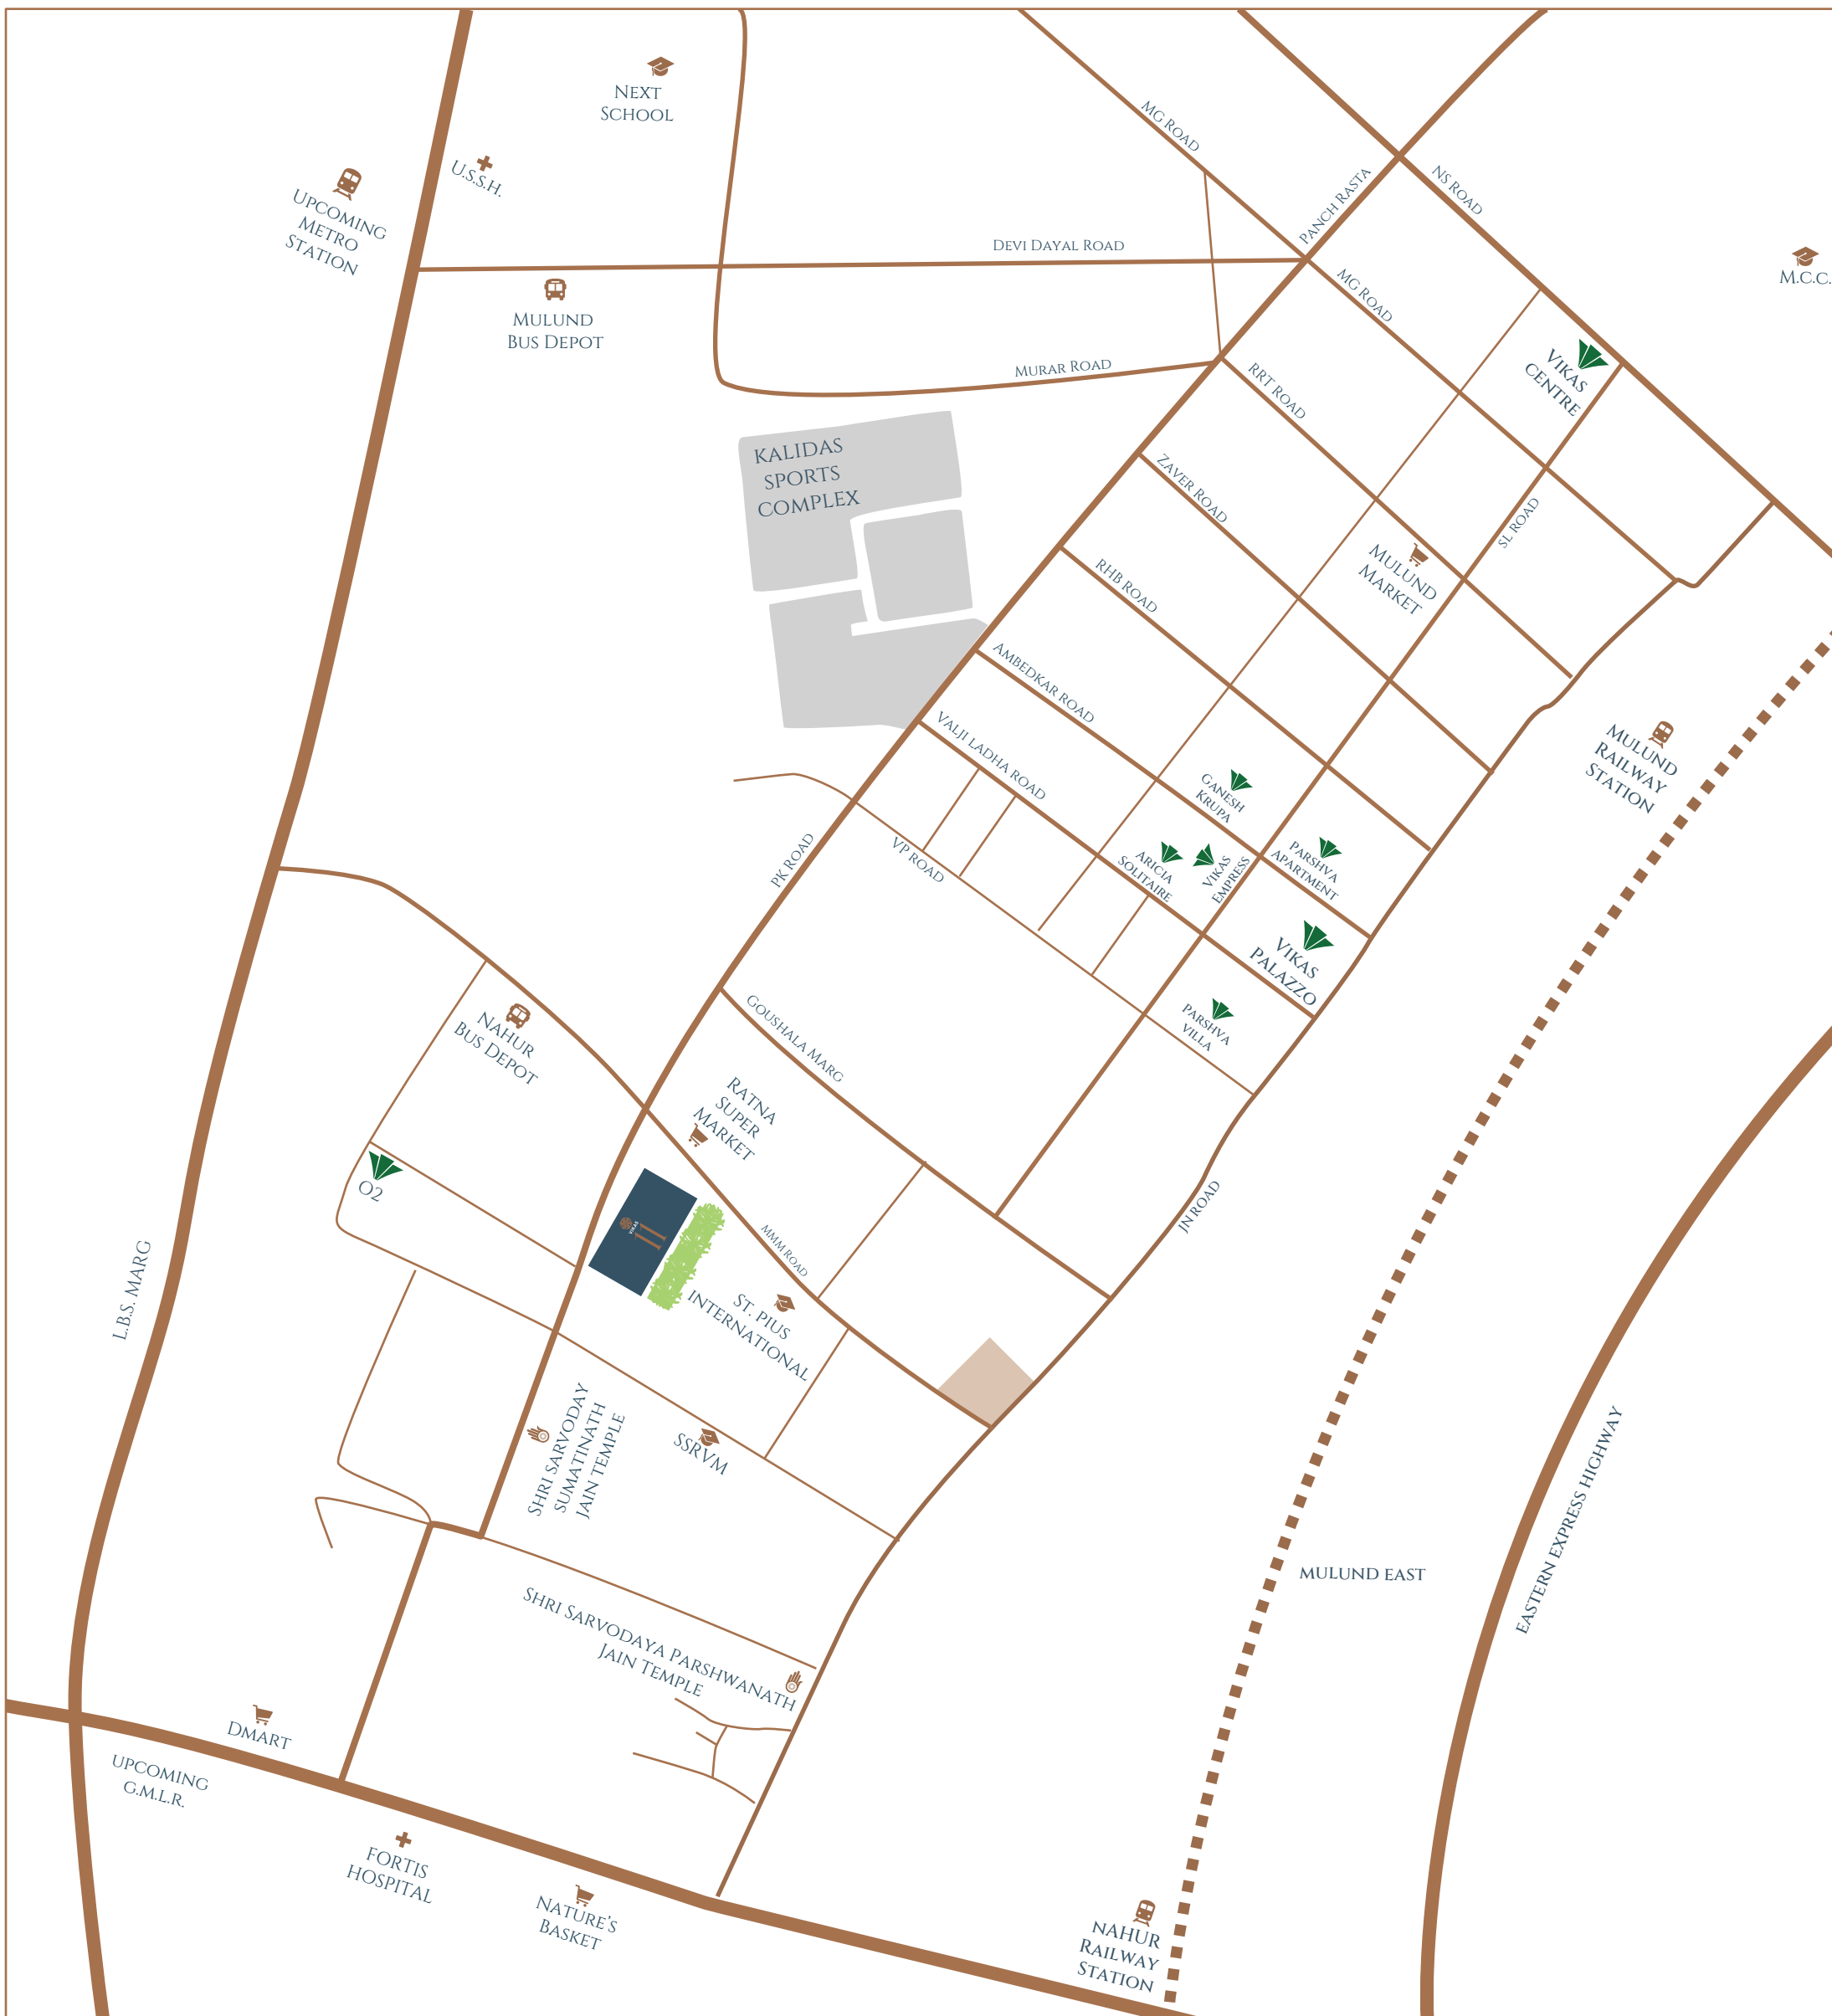 Next
School
MG Road
U.S.S.H.
Panch Rasta
NS Road
Upcoming
Metro
Station
Devi Dayal Road
M.C.C.
MG Road
Mulund
Bus Depot
Murar Road
RRT Road
Vikas
Centre
Kalidas
Sports
Complex
Zaver Road
SL Road
Mulund
Market
RHB Road
Ambedkar Road
Valji Ladha Road
Mulund
Railway
Station
Ganesh
Krupa
PK Road
VP Road
Aricia
Solitaire
Vikas
Empress
Parshva
Apartment
Vikas
Palazzo
Parshva
Villa
Nahur
Bus Depot
Goushala Marg
Ratna
Super
Market
O2
Vikas
11
JN Road
MMM Road
L.B.S. Marg
St. Pius
International
Shri Sarvoday
Sumatinath
Jain Temple
SSRVM
Eastern Express Highway
Mulund East
Shri Sarvodaya Parshwanath
Jain Temple
Dmart
Upcoming
G.M.L.R.
Fortis
Hospital
Nature's
Basket
Nahur
Railway
Station